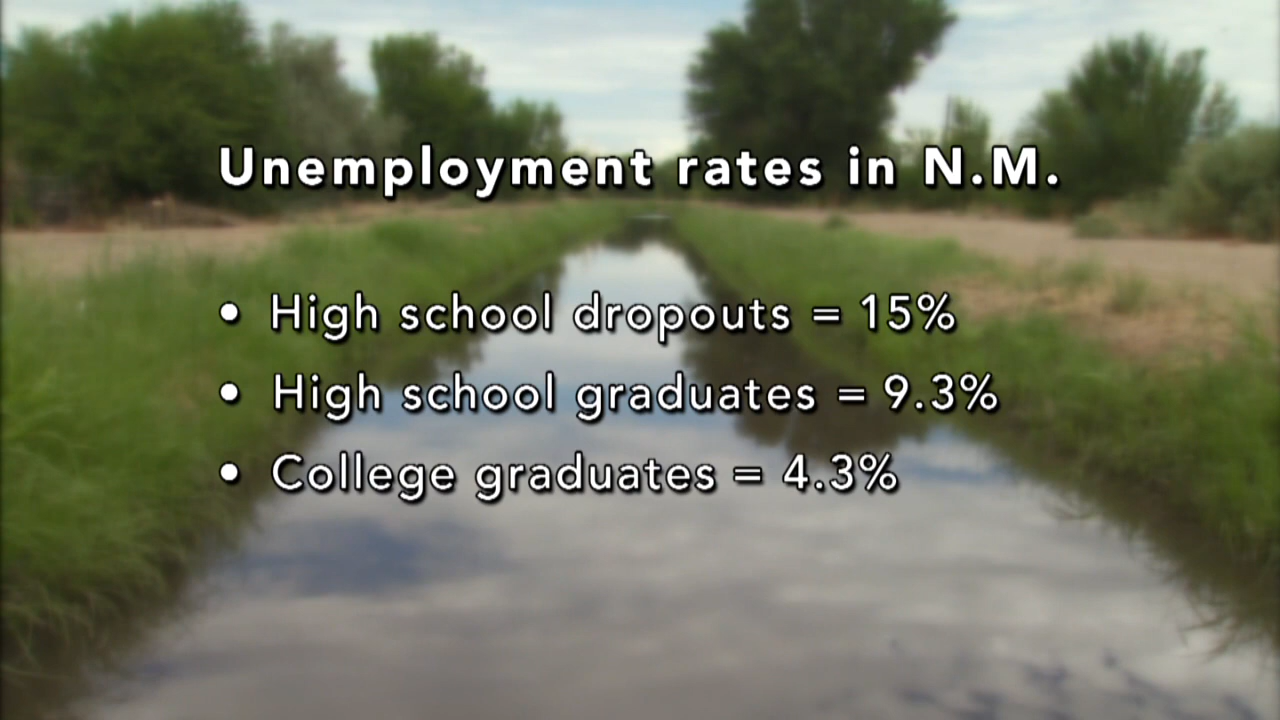 Unemployment rates in N.M.
• High school dropouts = 15%
• High school graduates = 9.3%
• College graduates = 4.3%